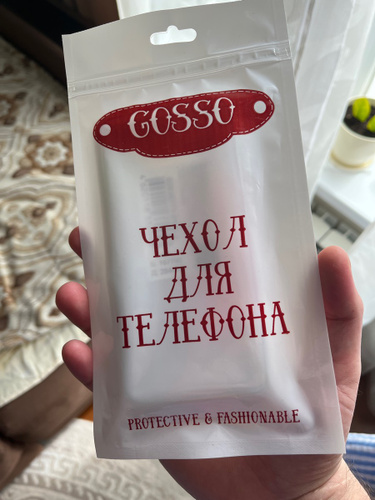 GOSSO
ЧЕХОЛ
ДЛЯ
ТЕЛЕФОНА
PROTECTIVE & FASHIONABLE